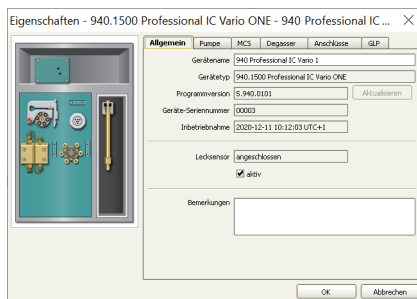 Eigenschaften - 940.1500 Professional IC Vario ONE - 940 Professional IC ...
Allgemein Pumpe MCS Degasser Anschlüsse GLP
Gerätename 940 Professional IC Vario 1
Gerätetyp 940.1500 Professional IC Vario ONE
Programmversion 5.940.0101 Aktualisieren
Geräte-Seriennummer 00003
Inbetriebnahme 2020-12-11 10:12:03 UTC+1
Lecksensor angeschlossen
aktiv
Bemerkungen
OK Abbrechen